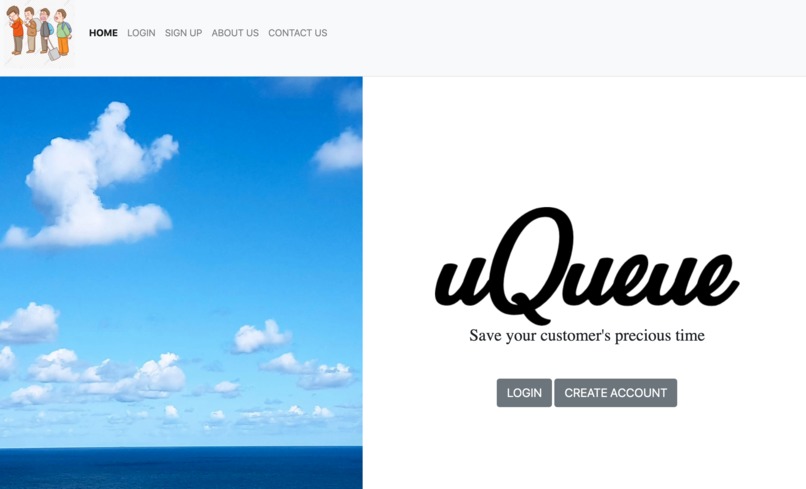 HOME LOGIN SIGN UP ABOUT US CONTACT US
uQueue
Save your customer's precious time
LOGIN CREATE ACCOUNT